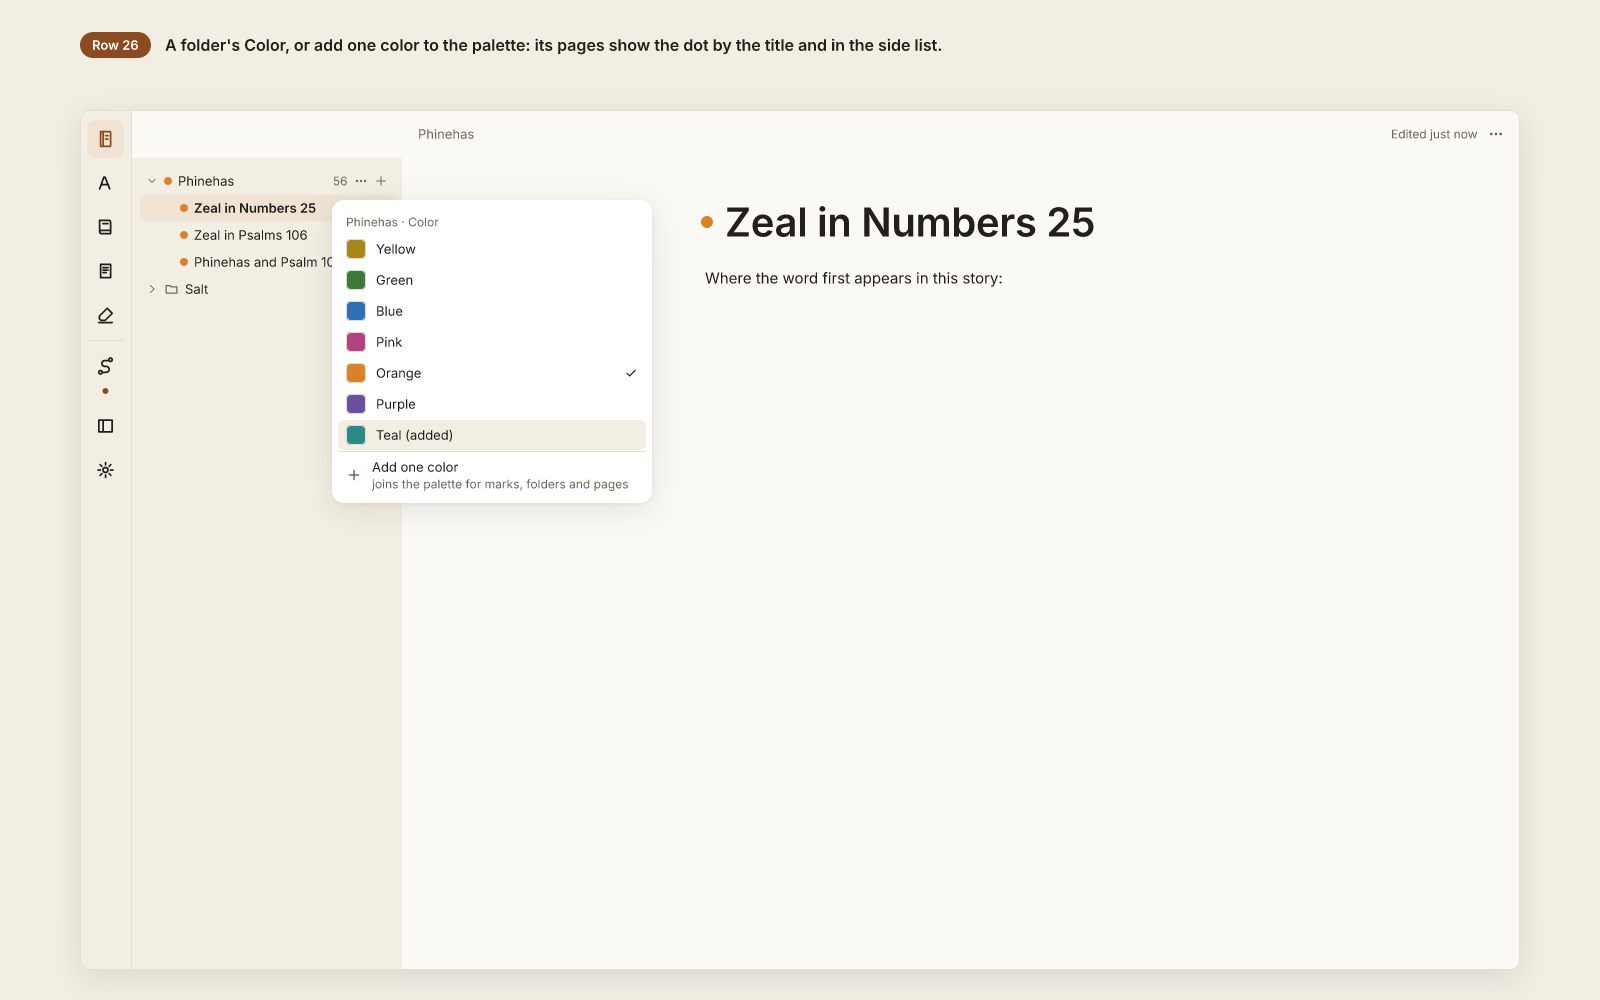 Row 26
A folder's Color, or add one color to the palette: its pages show the dot by the title and in the side list.
Phinehas
Edited just now
Phinehas 56
Zeal in Numbers 25
Zeal in Psalms 106
Phinehas and Psalm 10
Salt
Phinehas · Color
Yellow
Green
Blue
Pink
Orange
Purple
Teal (added)
Add one color
joins the palette for marks, folders and pages
Zeal in Numbers 25
Where the word first appears in this story: